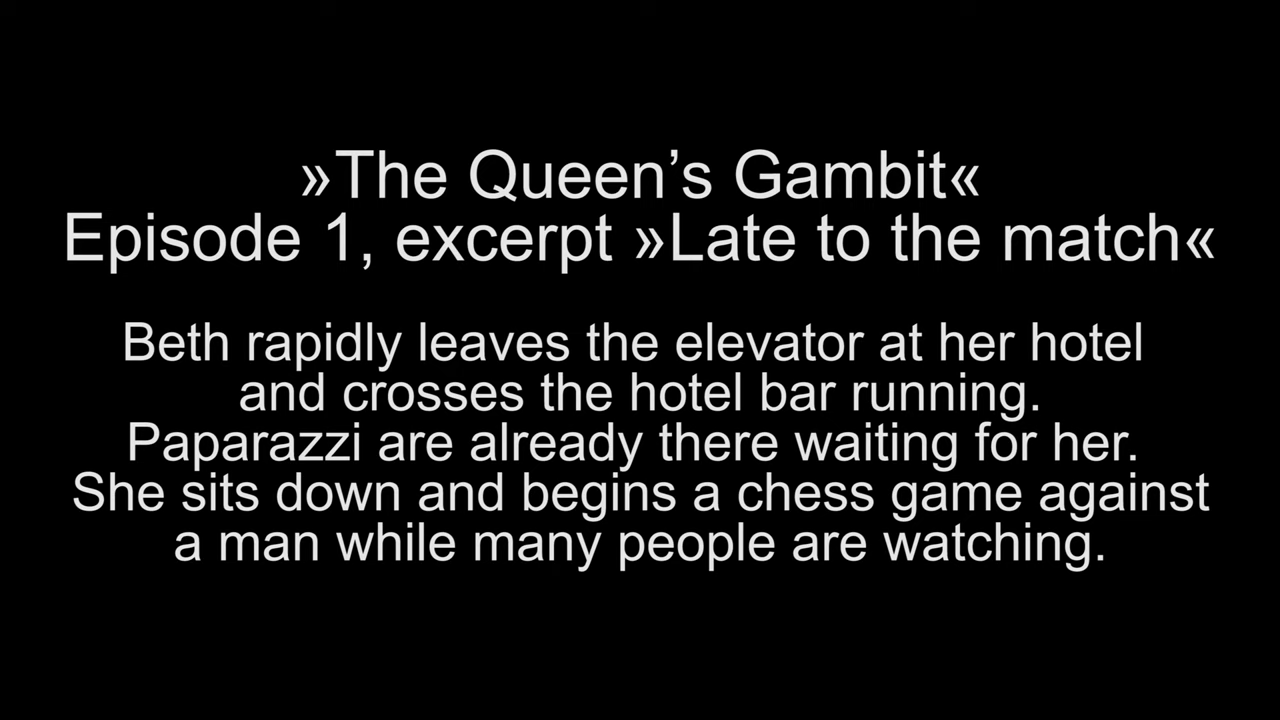 »The Queen’s Gambit«
Episode 1, excerpt »Late to the match«
Beth rapidly leaves the elevator at her hotel
and crosses the hotel bar running.
Paparazzi are already there waiting for her.
She sits down and begins a chess game against
a man while many people are watching.